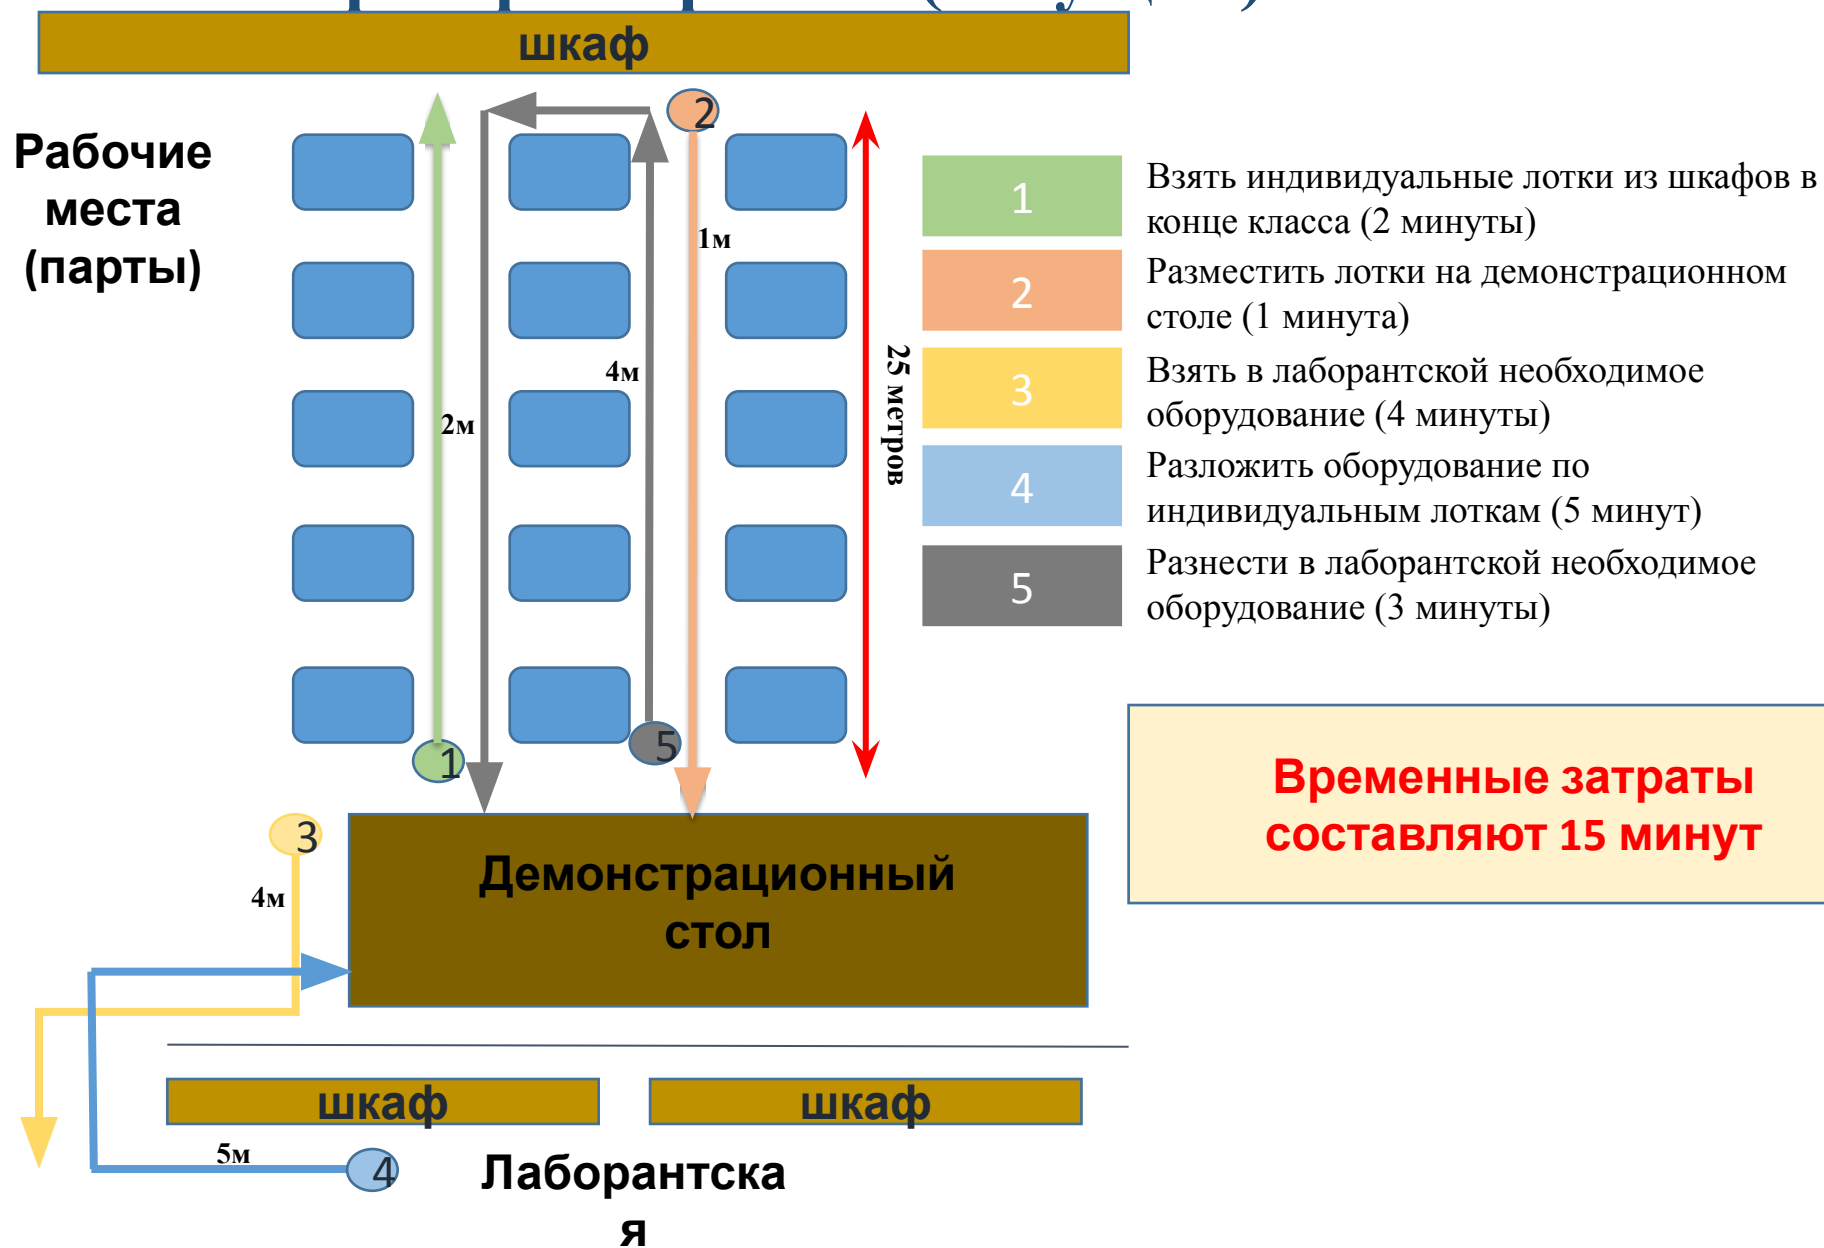 шкаф
Рабочие
места
(парты)
2
1м
4м
2м
25 метров
5
1
1
Взять индивидуальные лотки из шкафов в
конце класса (2 минуты)
2
Разместить лотки на демонстрационном
столе (1 минута)
3
Взять в лаборантской необходимое
оборудование (4 минуты)
4
Разложить оборудование по
индивидуальным лоткам (5 минут)
5
Разнести в лаборантской необходимое
оборудование (3 минуты)
Временные затраты
составляют 15 минут
3
4м
Демонстрационный
стол
шкаф
шкаф
5м
4
Лаборантска
я